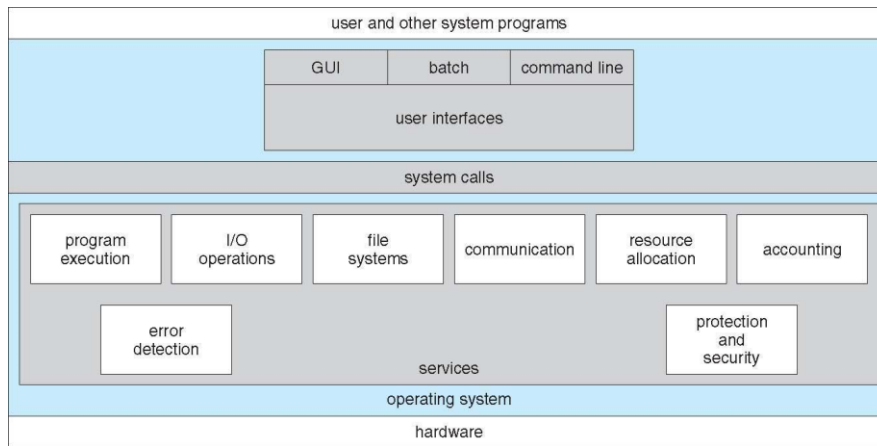 user and other system programs
GUI
batch
command line
user interfaces
system calls
program
execution
I/O
operations
file
systems
communication
resource
allocation
accounting
error
detection
protection
and
security
services
operating system
hardware